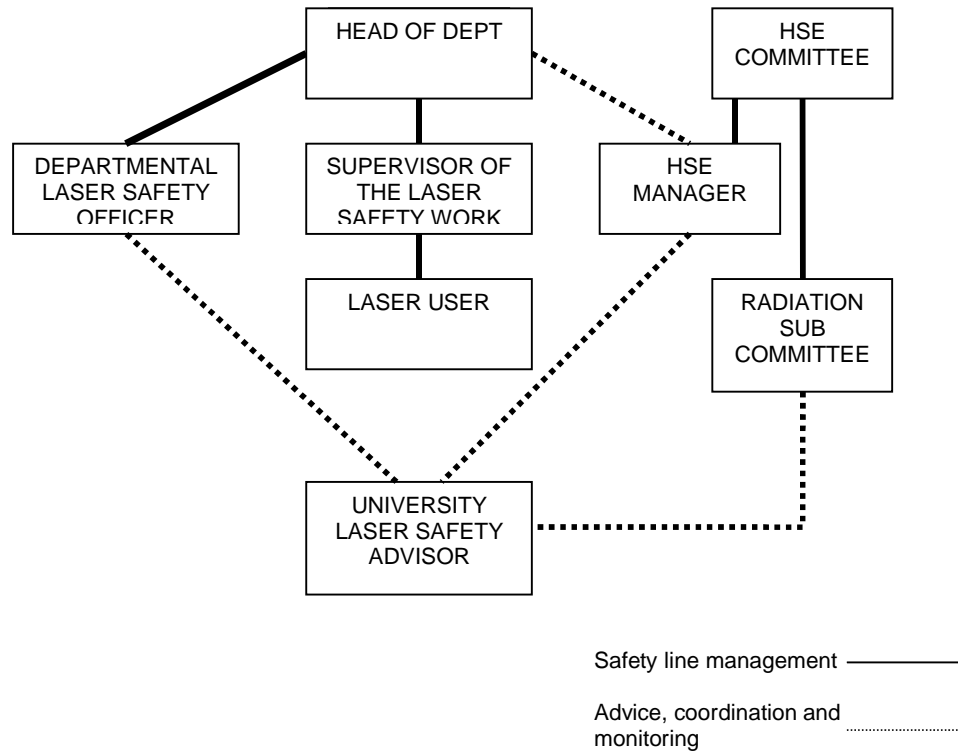 HEAD OF DEPT
HSE
COMMITTEE
DEPARTMENTAL
LASER SAFETY
OFFICER
SUPERVISOR OF
THE LASER
SAFETY WORK
HSE
MANAGER
LASER USER
RADIATION
SUB
COMMITTEE
UNIVERSITY
LASER SAFETY
ADVISOR
Safety line management
Advice, coordination and
monitoring